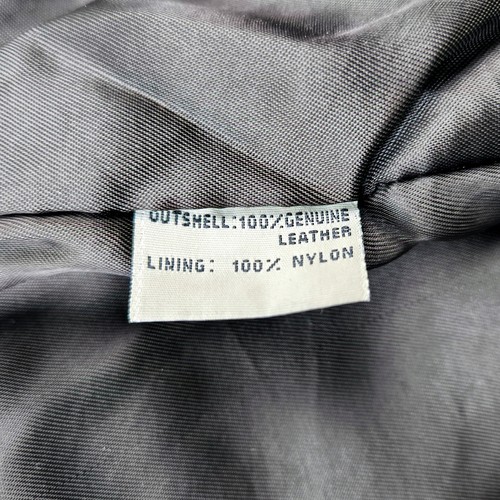 OUTSHELL:100%GENUINE
LEATHER
LINING: 100% NYLON